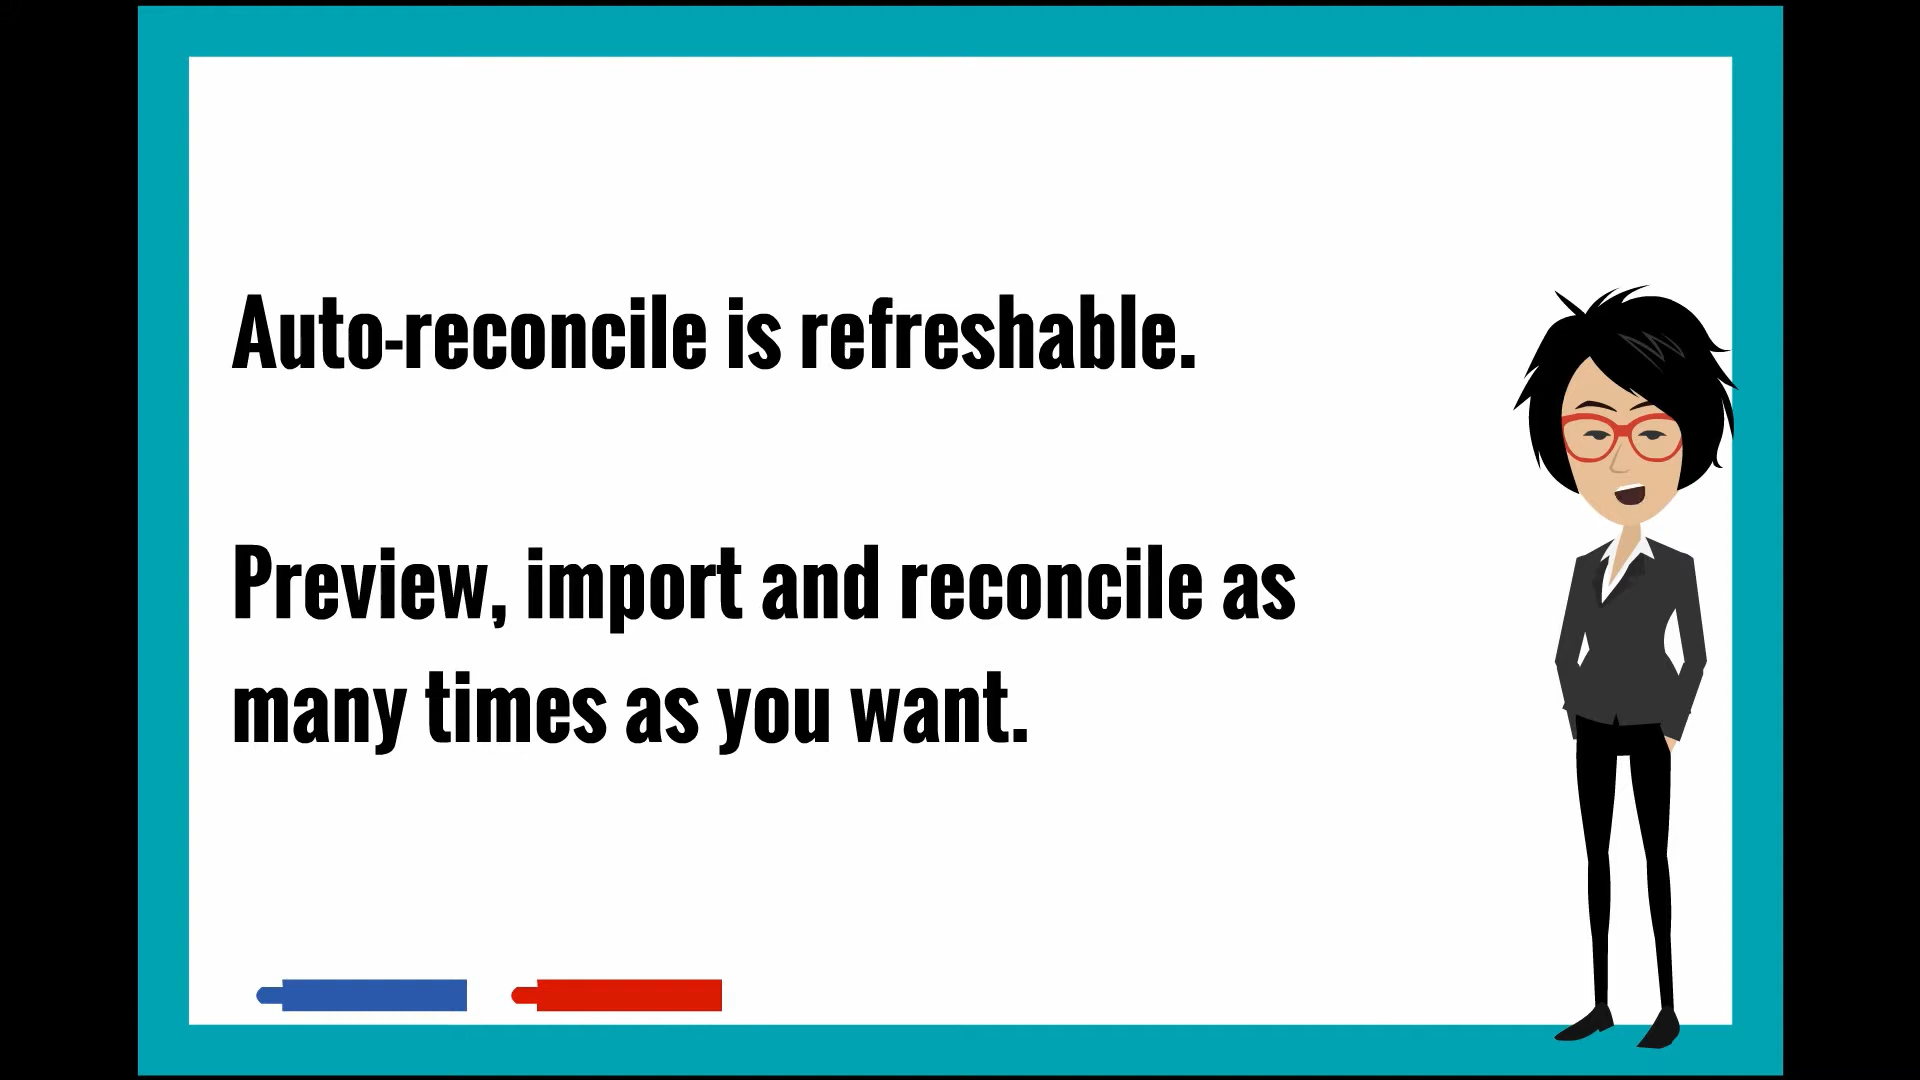 Auto-reconcile is refreshable.
Preview, import and reconcile as
many times as you want.